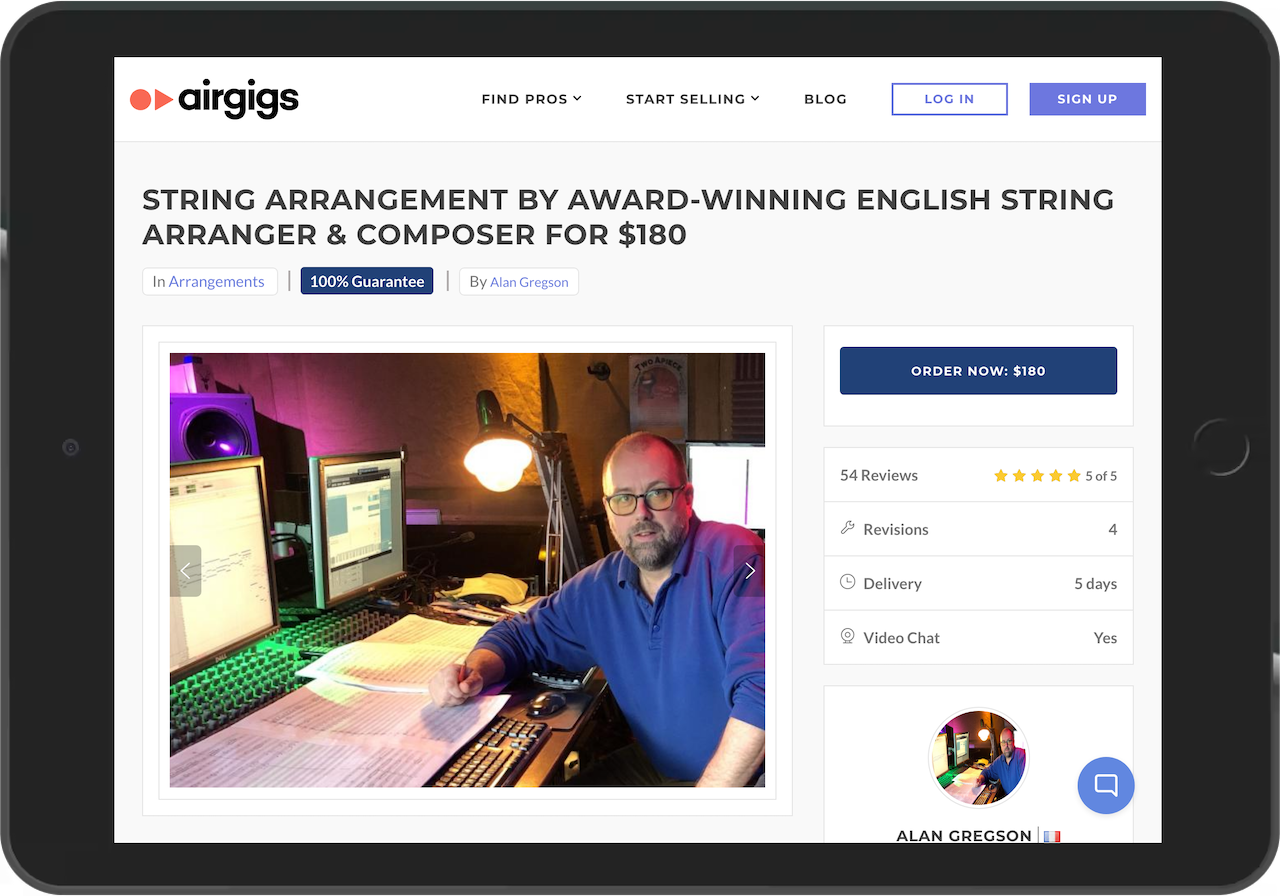 airgigs
FIND PROS
START SELLING
BLOG
LOG IN
SIGN UP
STRING ARRANGEMENT BY AWARD-WINNING ENGLISH STRING
ARRANGER & COMPOSER FOR $180
In Arrangements
100% Guarantee
By Alan Gregson
TWO APIECE
ORDER NOW: $180
54 Reviews
5 of 5
Revisions
4
Delivery
5 days
Video Chat
Yes
ALAN GREGSON